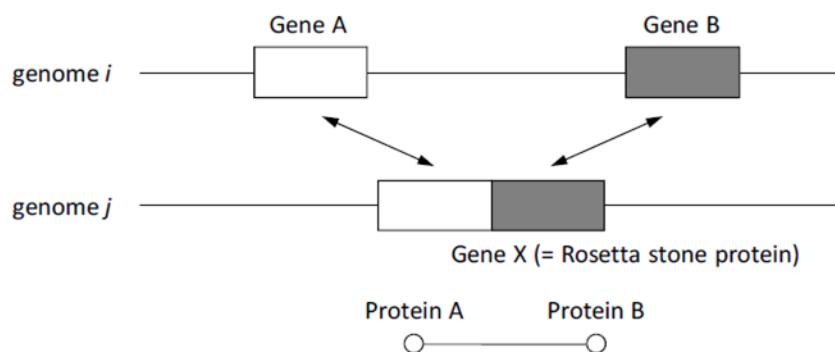 Gene A Gene B
genome i
genome j
Gene X (= Rosetta stone protein)
Protein A Protein B